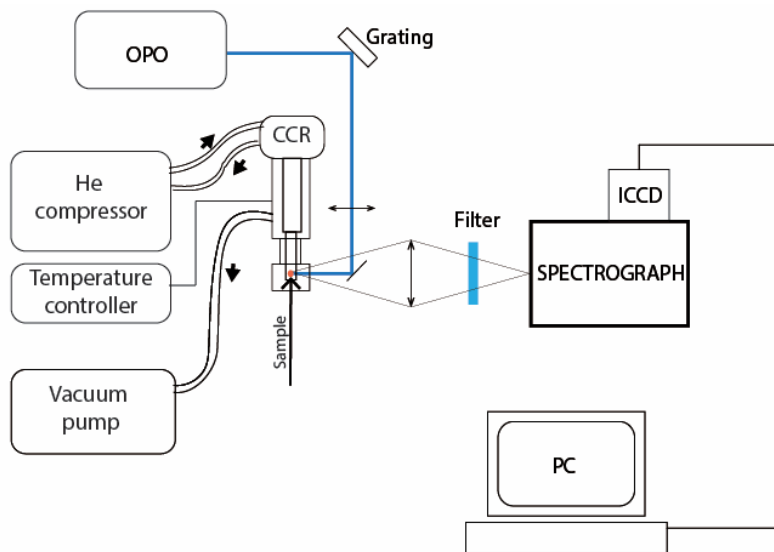 OPO
Grating
CCR
He
compressor
ICCD
Filter
SPECTROGRAPH
Temperature
controller
Sample
Vacuum
pump
PC